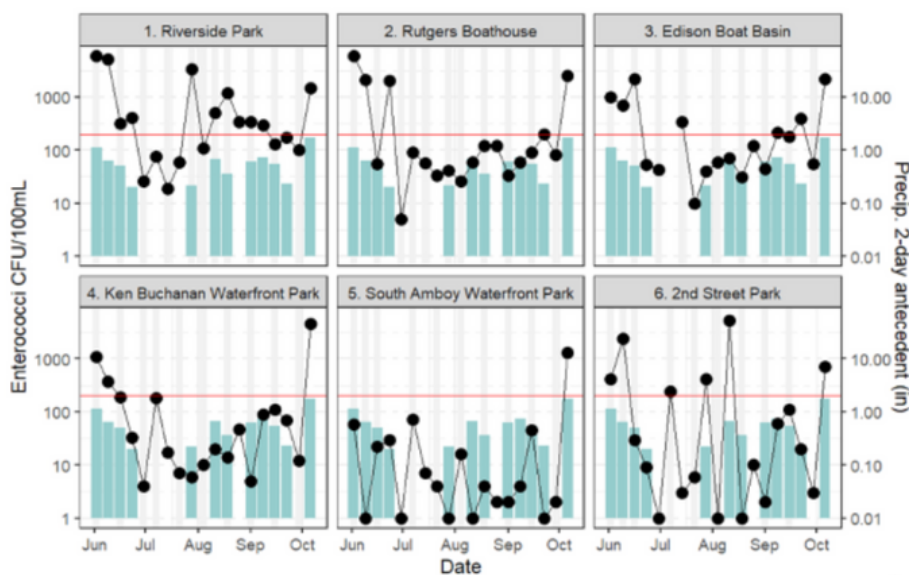 1. Riverside Park
2. Rutgers Boathouse
3. Edison Boat Basin
1000
100
10
1
10.00
1.00
0.10
0.01
4. Ken Buchanan Waterfront Park
5. South Amboy Waterfront Park
6. 2nd Street Park
1000
100
10
1
10.00
1.00
0.10
0.01
Jun Jul Aug Sep Oct
Jun Jul Aug Sep Oct
Jun Jul Aug Sep Oct
Date
Enterococci CFU/100mL
Precip. 2-day antecedent (in)